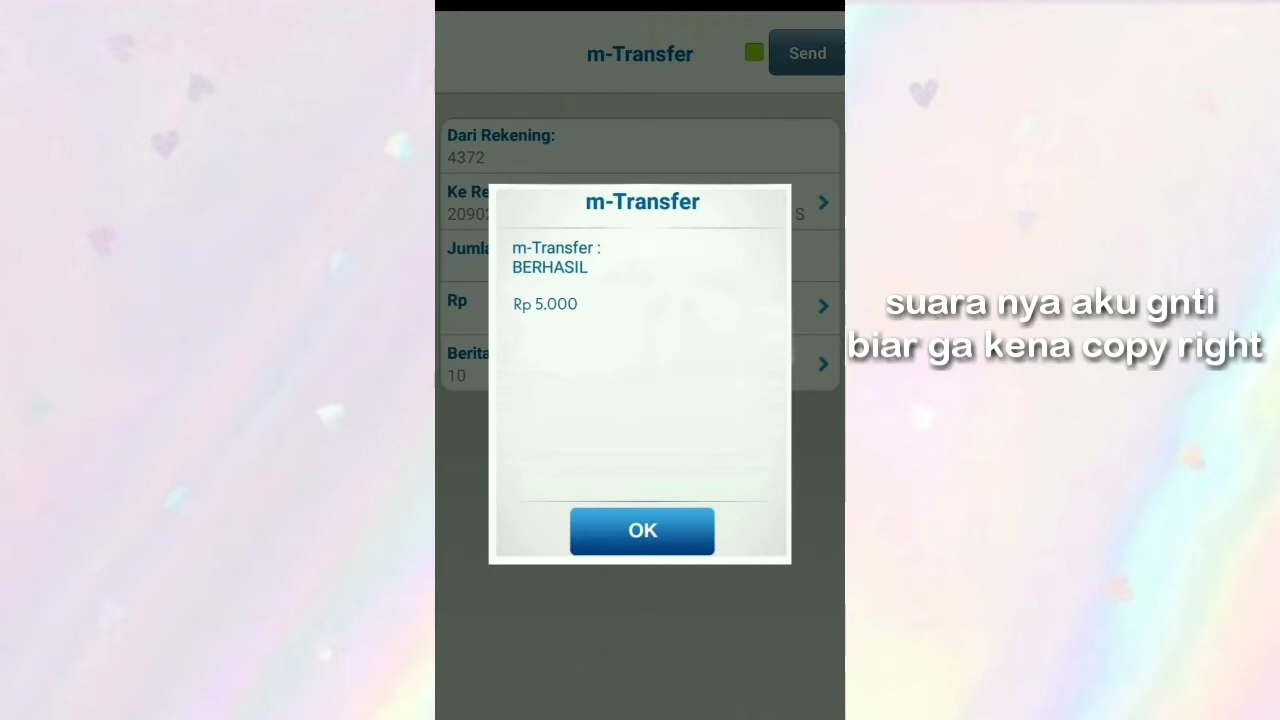 m-Transfer
Send
Dari Rekening:
4372
Ke Re
2090
S
m-Transfer
m-Transfer :
BERHASIL
Rp 5.000
Jumla
Rp
Berita
10
OK
suara nya aku gnti
biar ga kena copy right